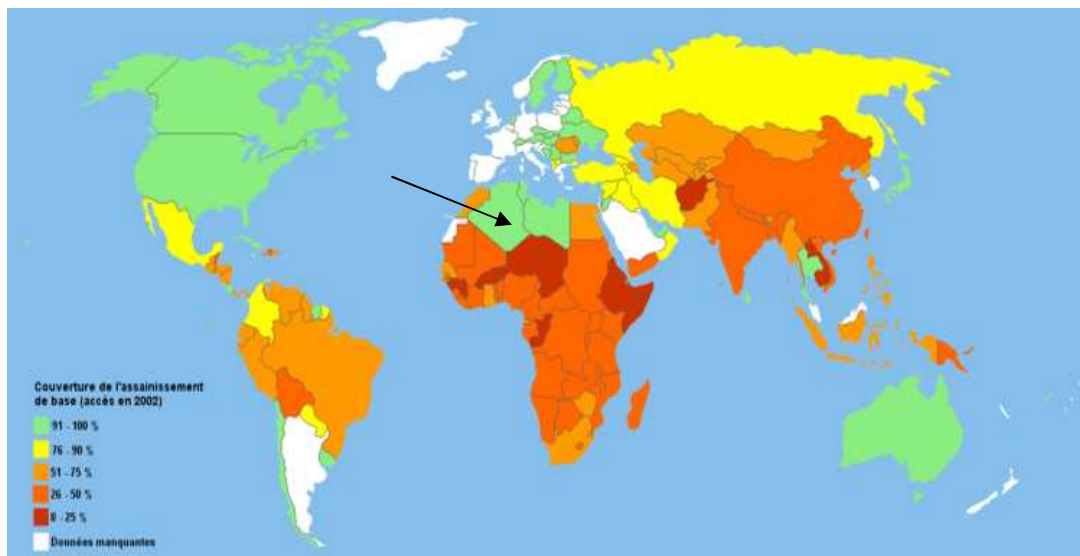 Couverture de l'assainissement
de base (accès en 2002)
91 - 100 %
76 - 90 %
51 - 75 %
26 - 50 %
0 - 25 %
Données manquantes